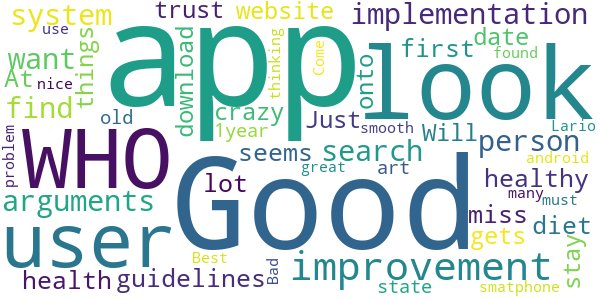 system trust website implementation
use date
At want things app look first found
nice download thinking Come onto
find crazy 1year
old Just smooth Will Lario
problem WHO seems search person android
lot great art healthy
arguments Good many must
miss
user gets diet
Best Bad improvement stay
health guidelines state smatphone